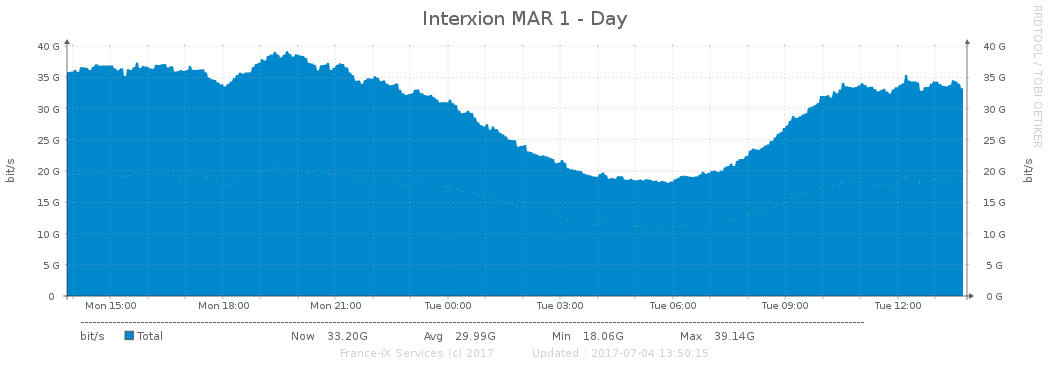 Interxion MAR 1 - Day
RRDTOOL / TOBI OETIKER
bit/s
40 G 40 G
35 G 35 G
30 G 30 G
25 G 25 G
20 G 20 G
15 G 15 G
10 G 10 G
5 G 5 G
0 0 G
bit/s
Mon 15:00 Mon 18:00 Mon 21:00 Tue 00:00 Tue 03:00 Tue 06:00 Tue 09:00 Tue 12:00
bit/s Total Now 33.20G Avg 29.99G Min 18.06G Max 39.14G
France-IX Services (c) 2017 Updated : 2017-07-04 13:50:15